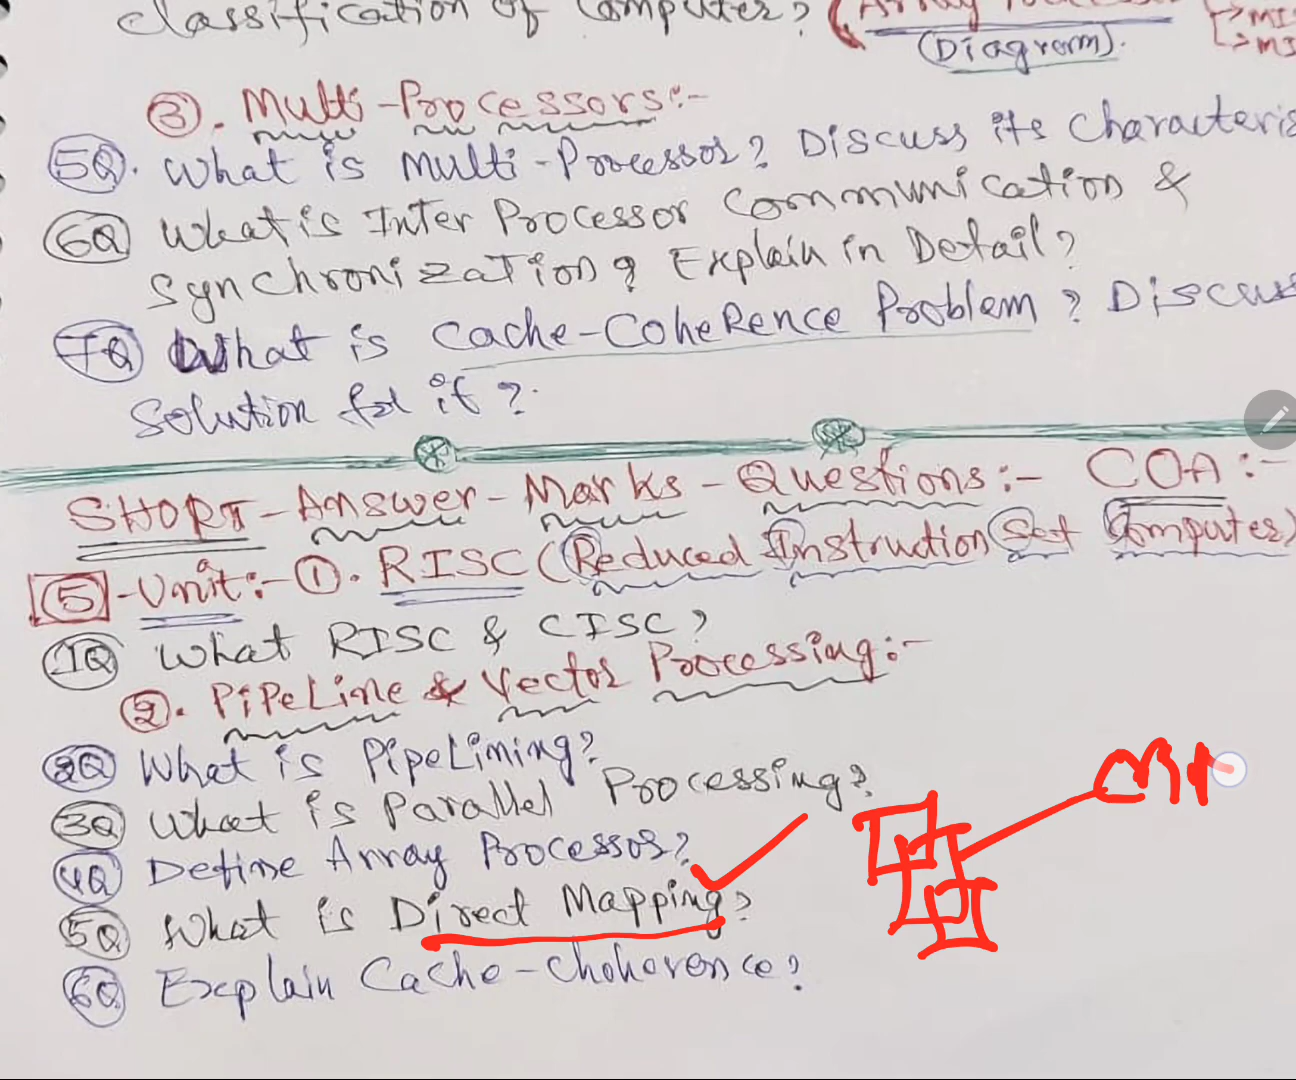 classification of Computer?
(Diagram).
③. Multi-Processors:-
5Q. What is Multi-Processor? Discuss its Characteris
6Q What is Inter Processor Communication &
Synchronization? Explain in Detail?
7Q What is Cache-CoheRence Problem? Discuss
Solution for it?
SHORT-Answer-Marks-Questions:- COA:-
5-Unit:-①. RISC (Reduced Instruction Set Computer)
1Q What RISC & CISC?
②. PiPeLine & Vector Processing:-
2Q What is PipeLining?
3Q What is Parallel Processing?
4Q Define Array Processor?
5Q What is Direct Mapping?
6Q Explain Cache-Choherence?